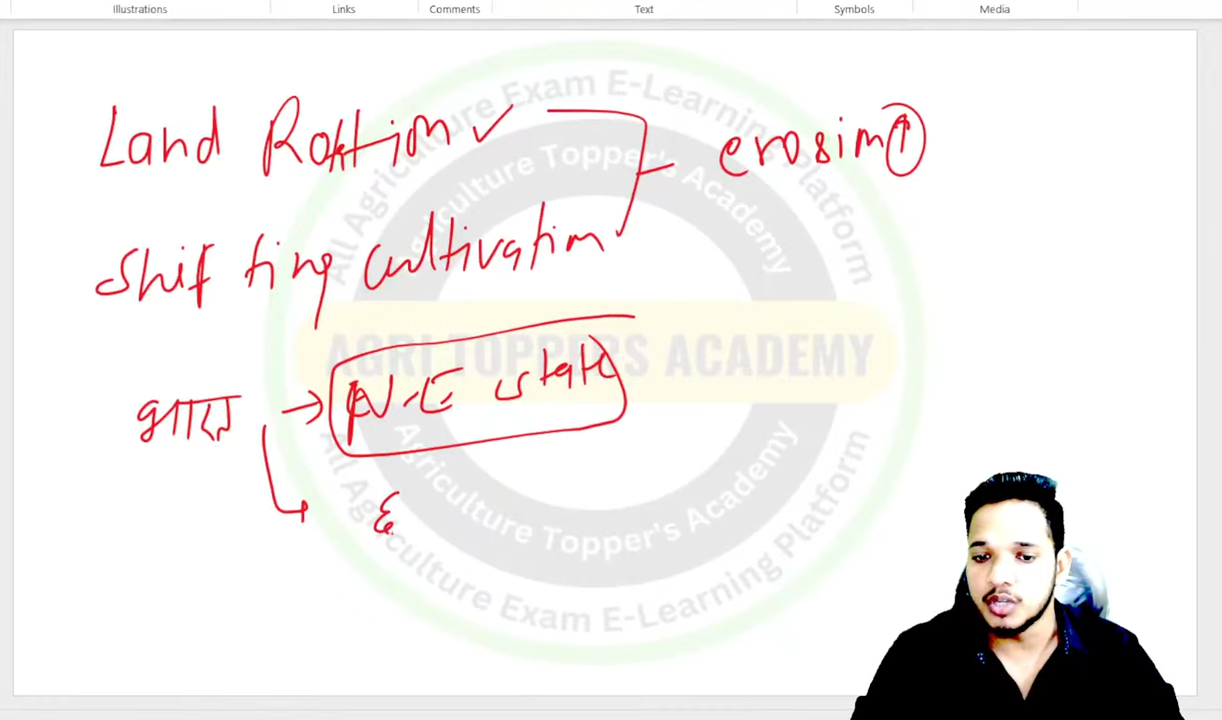 Illustrations Links Comments Text Symbols Media
Land Rotation ✓ erosion ↑
Shifting cultivation
भारत → N-E state
All Agriculture Exam E-Learning Platform
Agriculture Topper's Academy
AGRI TOPPERS ACADEMY
Agriculture Topper's Academy
All Agriculture Exam E-Learning Platform